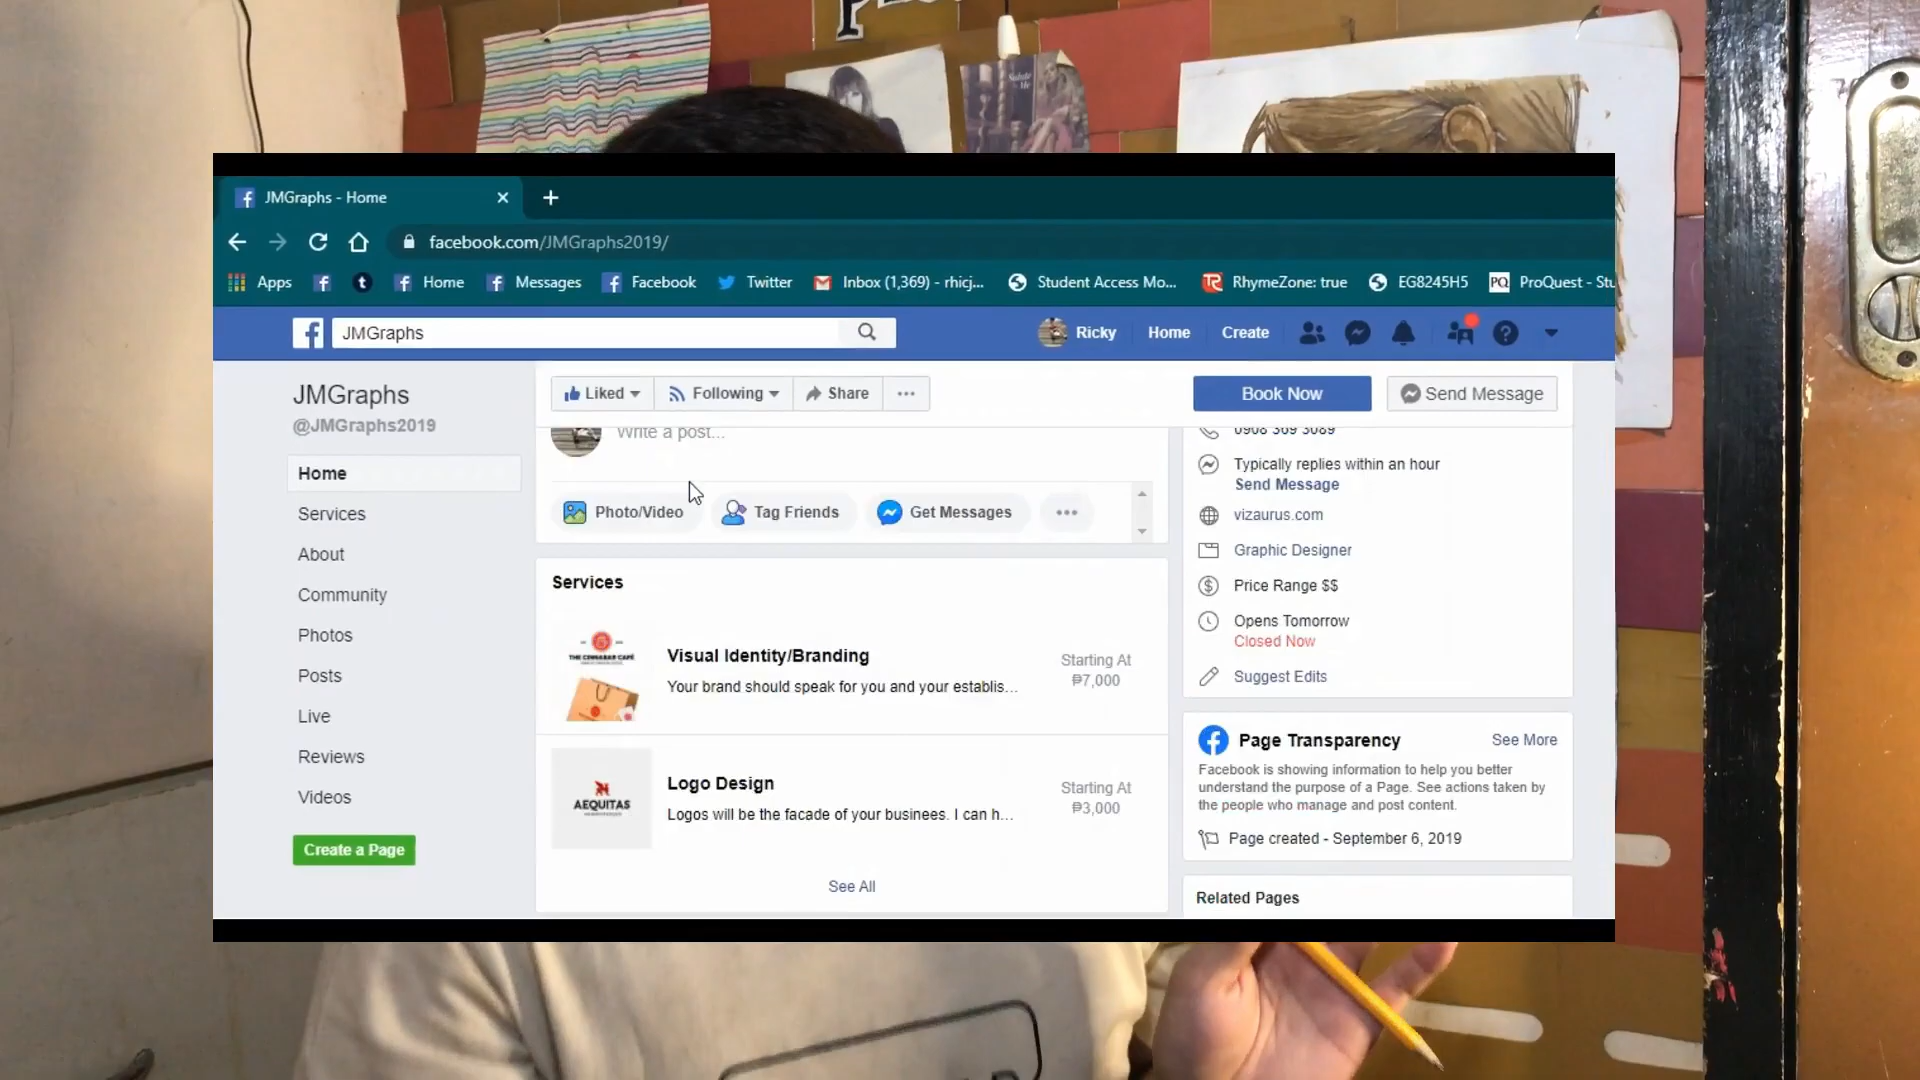 JMGraphs - Home
facebook.com/JMGraphs2019/
Apps
Home
Messages
Facebook
Twitter
Inbox (1,369) - rhicj...
Student Access Mo...
RhymeZone: true
EG8245H5
ProQuest - Stu
JMGraphs
Ricky
Home
Create
JMGraphs
@JMGraphs2019
Home
Services
About
Community
Photos
Posts
Live
Reviews
Videos
Create a Page
Liked
Following
Share
Book Now
Send Message
Write a post...
Photo/Video
Tag Friends
Get Messages
Services
THE CINNABAR CAFÉ
Visual Identity/Branding
Your brand should speak for you and your establis...
Starting At
₱7,000
AEQUITAS
Logo Design
Logos will be the facade of your businees. I can h...
Starting At
₱3,000
See All
0908 369 3089
Typically replies within an hour
Send Message
vizaurus.com
Graphic Designer
Price Range $$
Opens Tomorrow
Closed Now
Suggest Edits
Page Transparency
See More
Facebook is showing information to help you better
understand the purpose of a Page. See actions taken by
the people who manage and post content.
Page created - September 6, 2019
Related Pages